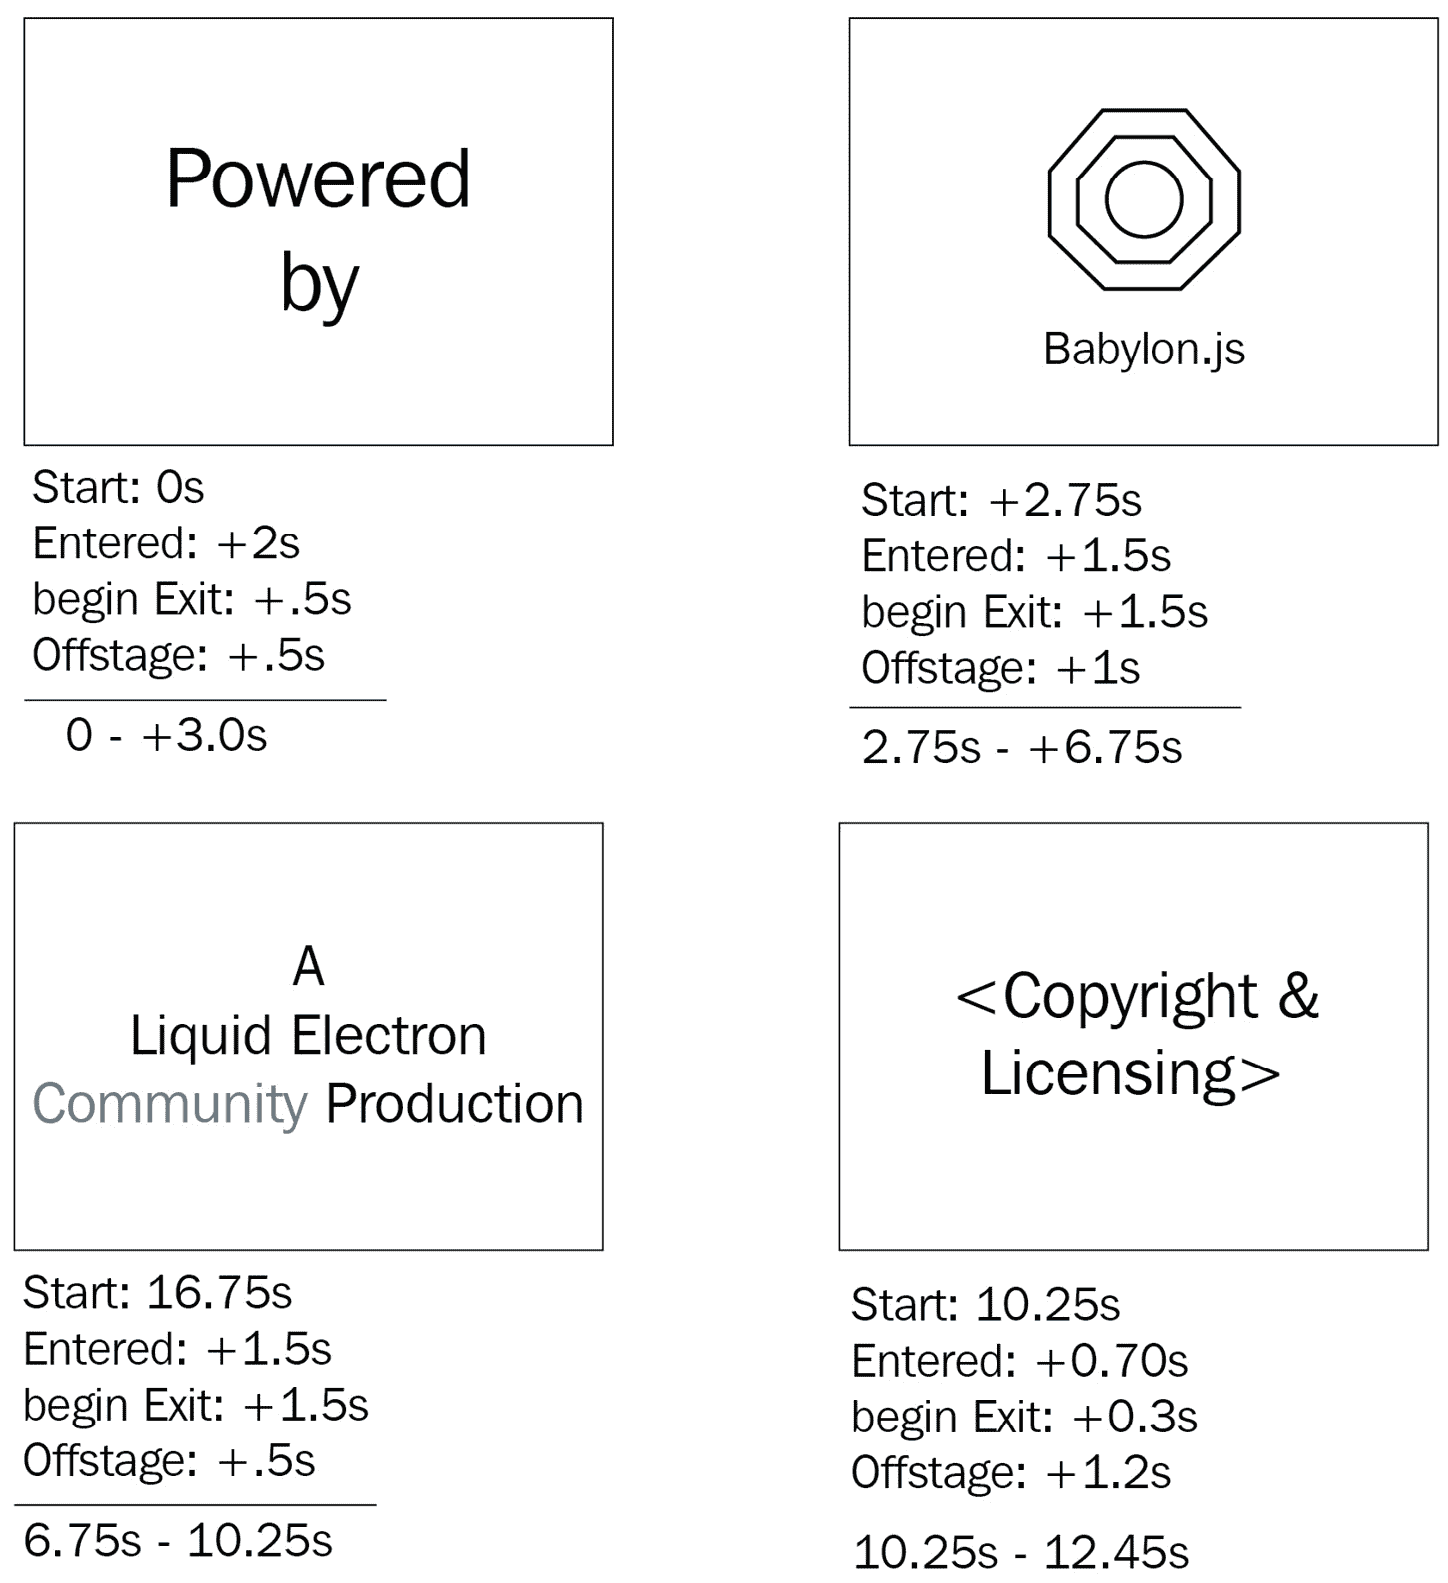 Powered
by
Start: 0s
Entered: +2s
begin Exit: +.5s
Offstage: +.5s
0 - +3.0s
Babylon.js
Start: +2.75s
Entered: +1.5s
begin Exit: +1.5s
Offstage: +1s
2.75s - +6.75s
A
Liquid Electron
Community Production
Start: 16.75s
Entered: +1.5s
begin Exit: +1.5s
Offstage: +.5s
6.75s - 10.25s
<Copyright &
Licensing>
Start: 10.25s
Entered: +0.70s
begin Exit: +0.3s
Offstage: +1.2s
10.25s - 12.45s